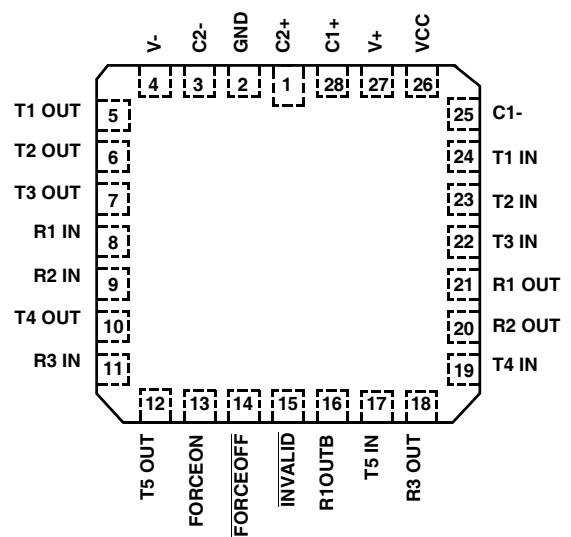 V-
C2-
GND
C2+
C1+
V+
VCC
4
3
2
1
28
27
26
T1 OUT
5
25
C1-
T2 OUT
6
24
T1 IN
T3 OUT
7
23
T2 IN
R1 IN
8
22
T3 IN
R2 IN
9
21
R1 OUT
T4 OUT
10
20
R2 OUT
R3 IN
11
19
T4 IN
12
13
14
15
16
17
18
T5 OUT
FORCEON
FORCEOFF
INVALID
R1OUTB
T5 IN
R3 OUT